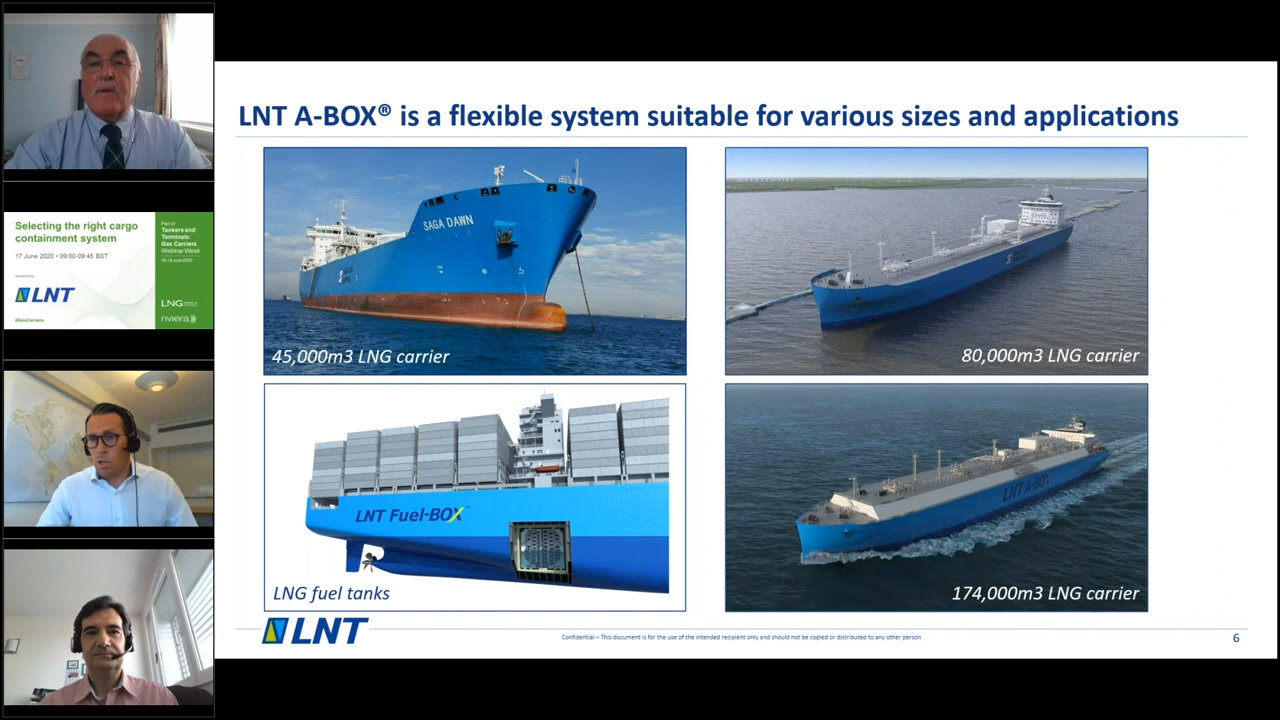 Selecting the right cargo
containment system
17 June 2020 • 09:00-09:45 BST
LNT
#GasCarriers
Part of
Tankers and
Terminals:
Gas Carriers
Webinar Week
LNG
riviera
LNT A-BOX® is a flexible system suitable for various sizes and applications
SAGA DAWN
45,000m3 LNG carrier
80,000m3 LNG carrier
LNT Fuel-BOX
LNG fuel tanks
LNT A-BOX
174,000m3 LNG carrier
LNT
Confidential – This document is for the use of the intended recipient only and should not be copied or distributed to any other person
6